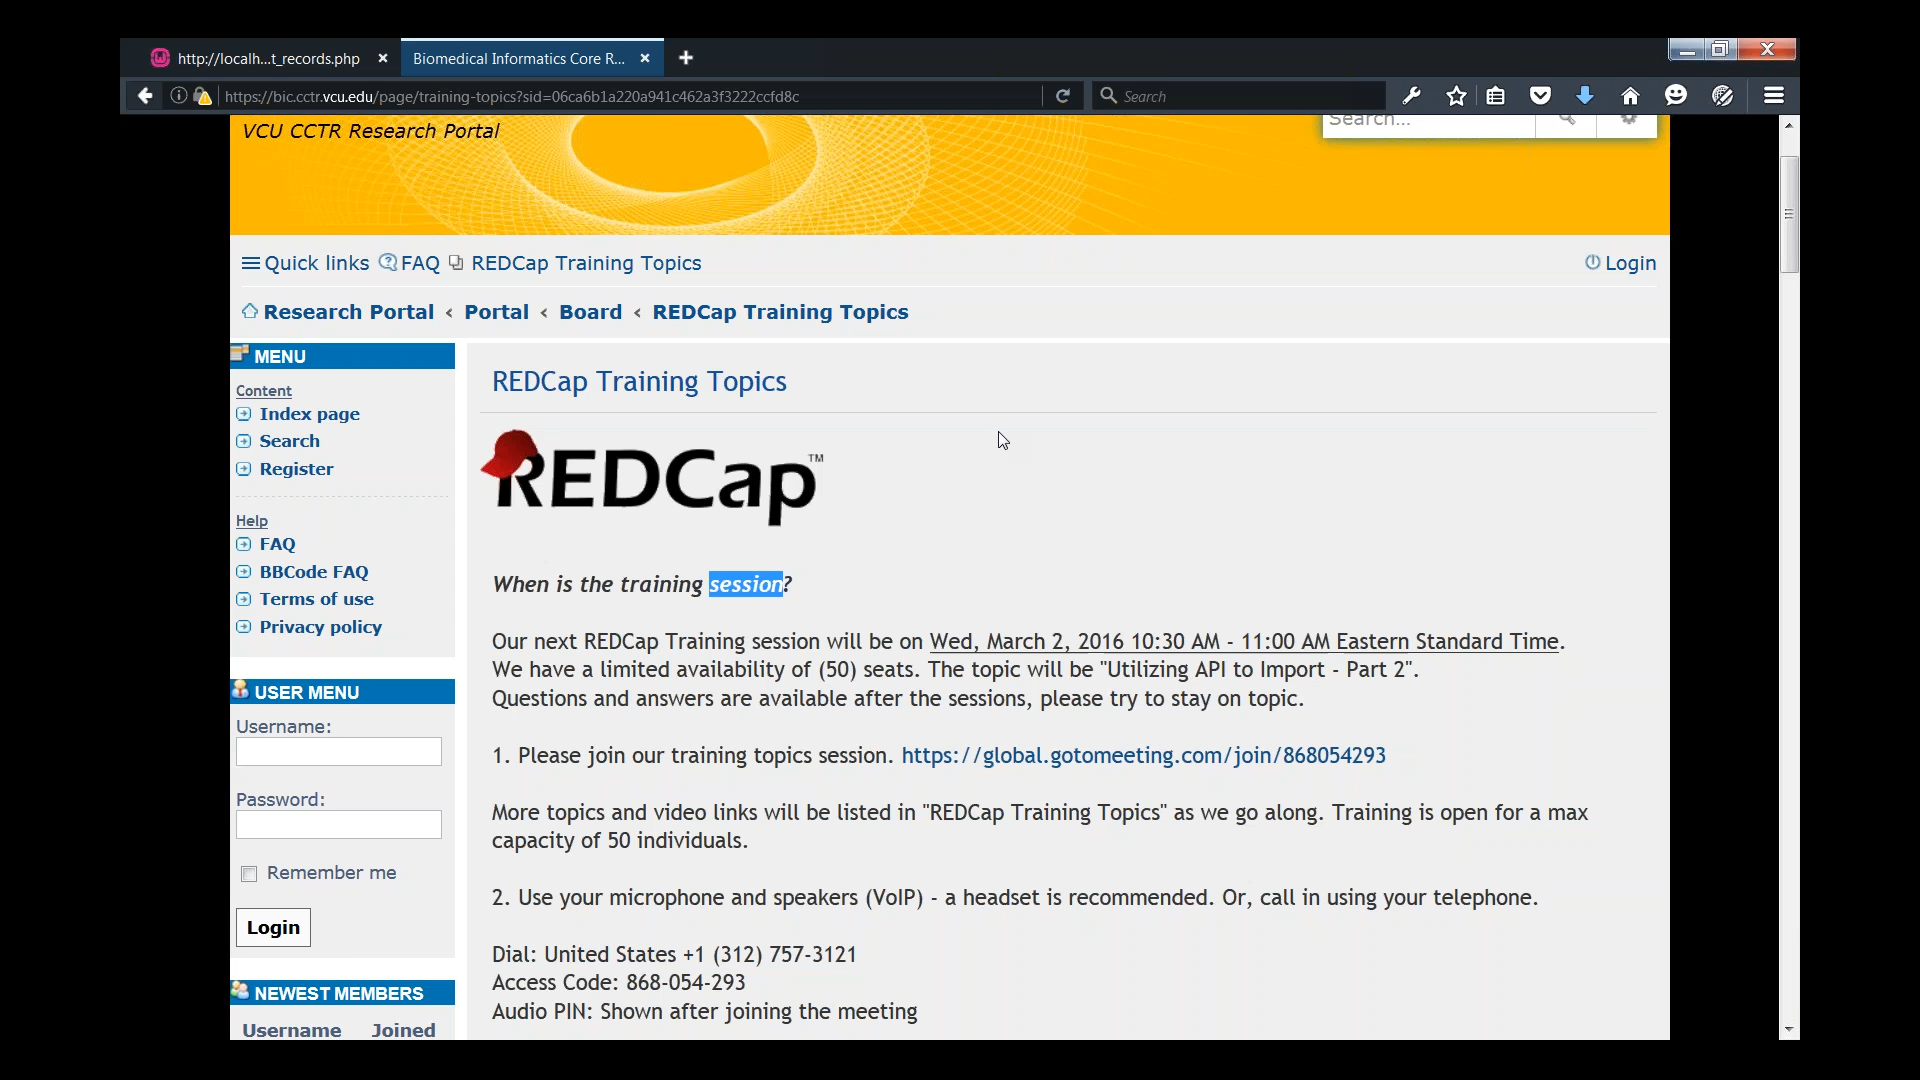 http://localh...t_records.php
Biomedical Informatics Core R...
https://bic.cctr.vcu.edu/page/training-topics?sid=06ca6b1a220a941c462a3f3222ccfd8c
Search
VCU CCTR Research Portal
Search...
Quick links FAQ REDCap Training Topics
Login
Research Portal ‹ Portal ‹ Board ‹ REDCap Training Topics
MENU
Content
Index page
Search
Register
Help
FAQ
BBCode FAQ
Terms of use
Privacy policy
USER MENU
Username:
Password:
Remember me
Login
NEWEST MEMBERS
Username Joined
REDCap Training Topics
REDCap™
When is the training session?
Our next REDCap Training session will be on Wed, March 2, 2016 10:30 AM - 11:00 AM Eastern Standard Time.
We have a limited availability of (50) seats. The topic will be "Utilizing API to Import - Part 2".
Questions and answers are available after the sessions, please try to stay on topic.
1. Please join our training topics session. https://global.gotomeeting.com/join/868054293
More topics and video links will be listed in "REDCap Training Topics" as we go along. Training is open for a max
capacity of 50 individuals.
2. Use your microphone and speakers (VoIP) - a headset is recommended. Or, call in using your telephone.
Dial: United States +1 (312) 757-3121
Access Code: 868-054-293
Audio PIN: Shown after joining the meeting